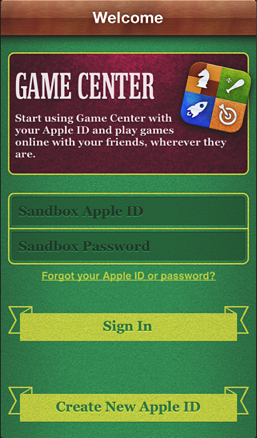 Welcome
GAME CENTER
Start using Game Center with
your Apple ID and play games
online with your friends, wherever they
are.
Sandbox Apple ID
Sandbox Password
Forgot your Apple ID or password?
Sign In
Create New Apple ID